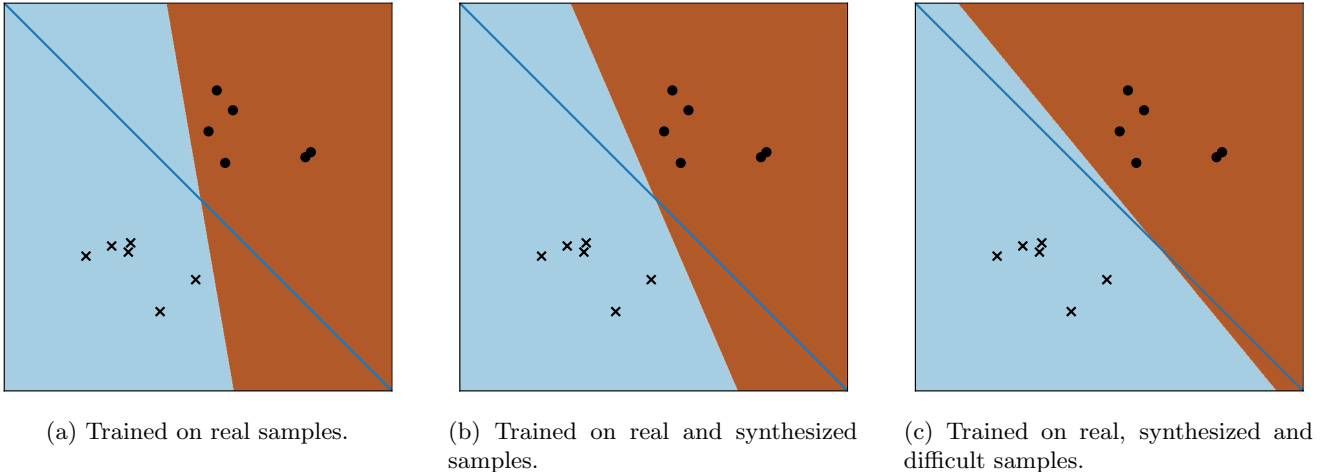 (a) Trained on real samples.
(b) Trained on real and synthesized
samples.
(c) Trained on real, synthesized and
difficult samples.